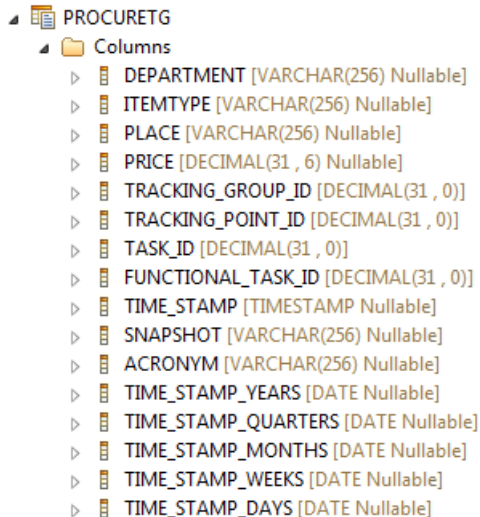 PROCURETG
Columns
DEPARTMENT [VARCHAR(256) Nullable]
ITEMTYPE [VARCHAR(256) Nullable]
PLACE [VARCHAR(256) Nullable]
PRICE [DECIMAL(31 , 6) Nullable]
TRACKING_GROUP_ID [DECIMAL(31 , 0)]
TRACKING_POINT_ID [DECIMAL(31 , 0)]
TASK_ID [DECIMAL(31 , 0)]
FUNCTIONAL_TASK_ID [DECIMAL(31 , 0)]
TIME_STAMP [TIMESTAMP Nullable]
SNAPSHOT [VARCHAR(256) Nullable]
ACRONYM [VARCHAR(256) Nullable]
TIME_STAMP_YEARS [DATE Nullable]
TIME_STAMP_QUARTERS [DATE Nullable]
TIME_STAMP_MONTHS [DATE Nullable]
TIME_STAMP_WEEKS [DATE Nullable]
TIME_STAMP_DAYS [DATE Nullable]